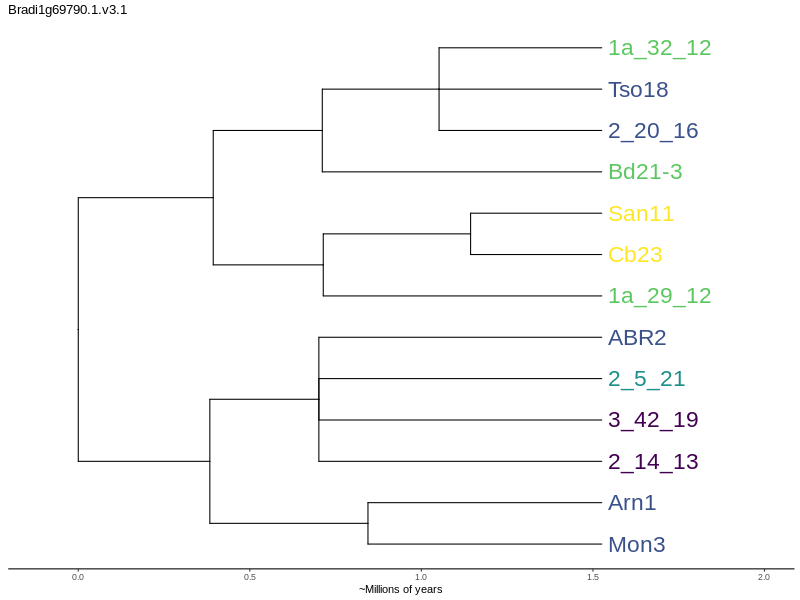 Bradi1g69790.1.v3.1
1a_32_12
Tso18
2_20_16
Bd21-3
San11
Cb23
1a_29_12
ABR2
2_5_21
3_42_19
2_14_13
Arn1
Mon3
0.0 0.5 1.0 1.5 2.0
~Millions of years